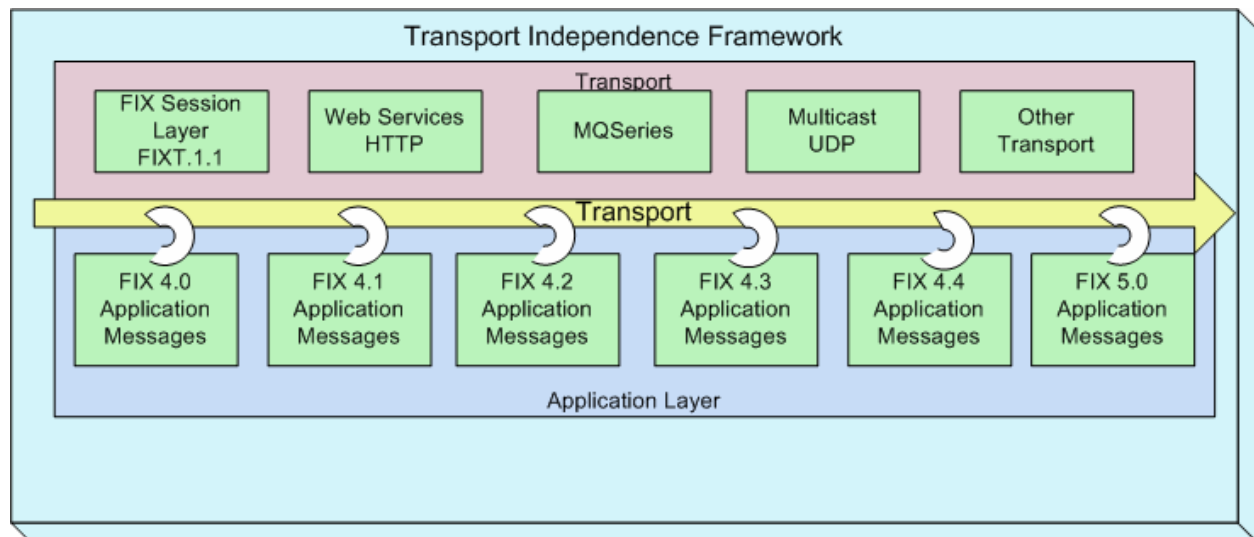 Transport Independence Framework
Transport
FIX Session
Layer
FIXT.1.1
Web Services
HTTP
MQSeries
Multicast
UDP
Other
Transport
Transport
FIX 4.0
Application
Messages
FIX 4.1
Application
Messages
FIX 4.2
Application
Messages
FIX 4.3
Application
Messages
FIX 4.4
Application
Messages
FIX 5.0
Application
Messages
Application Layer